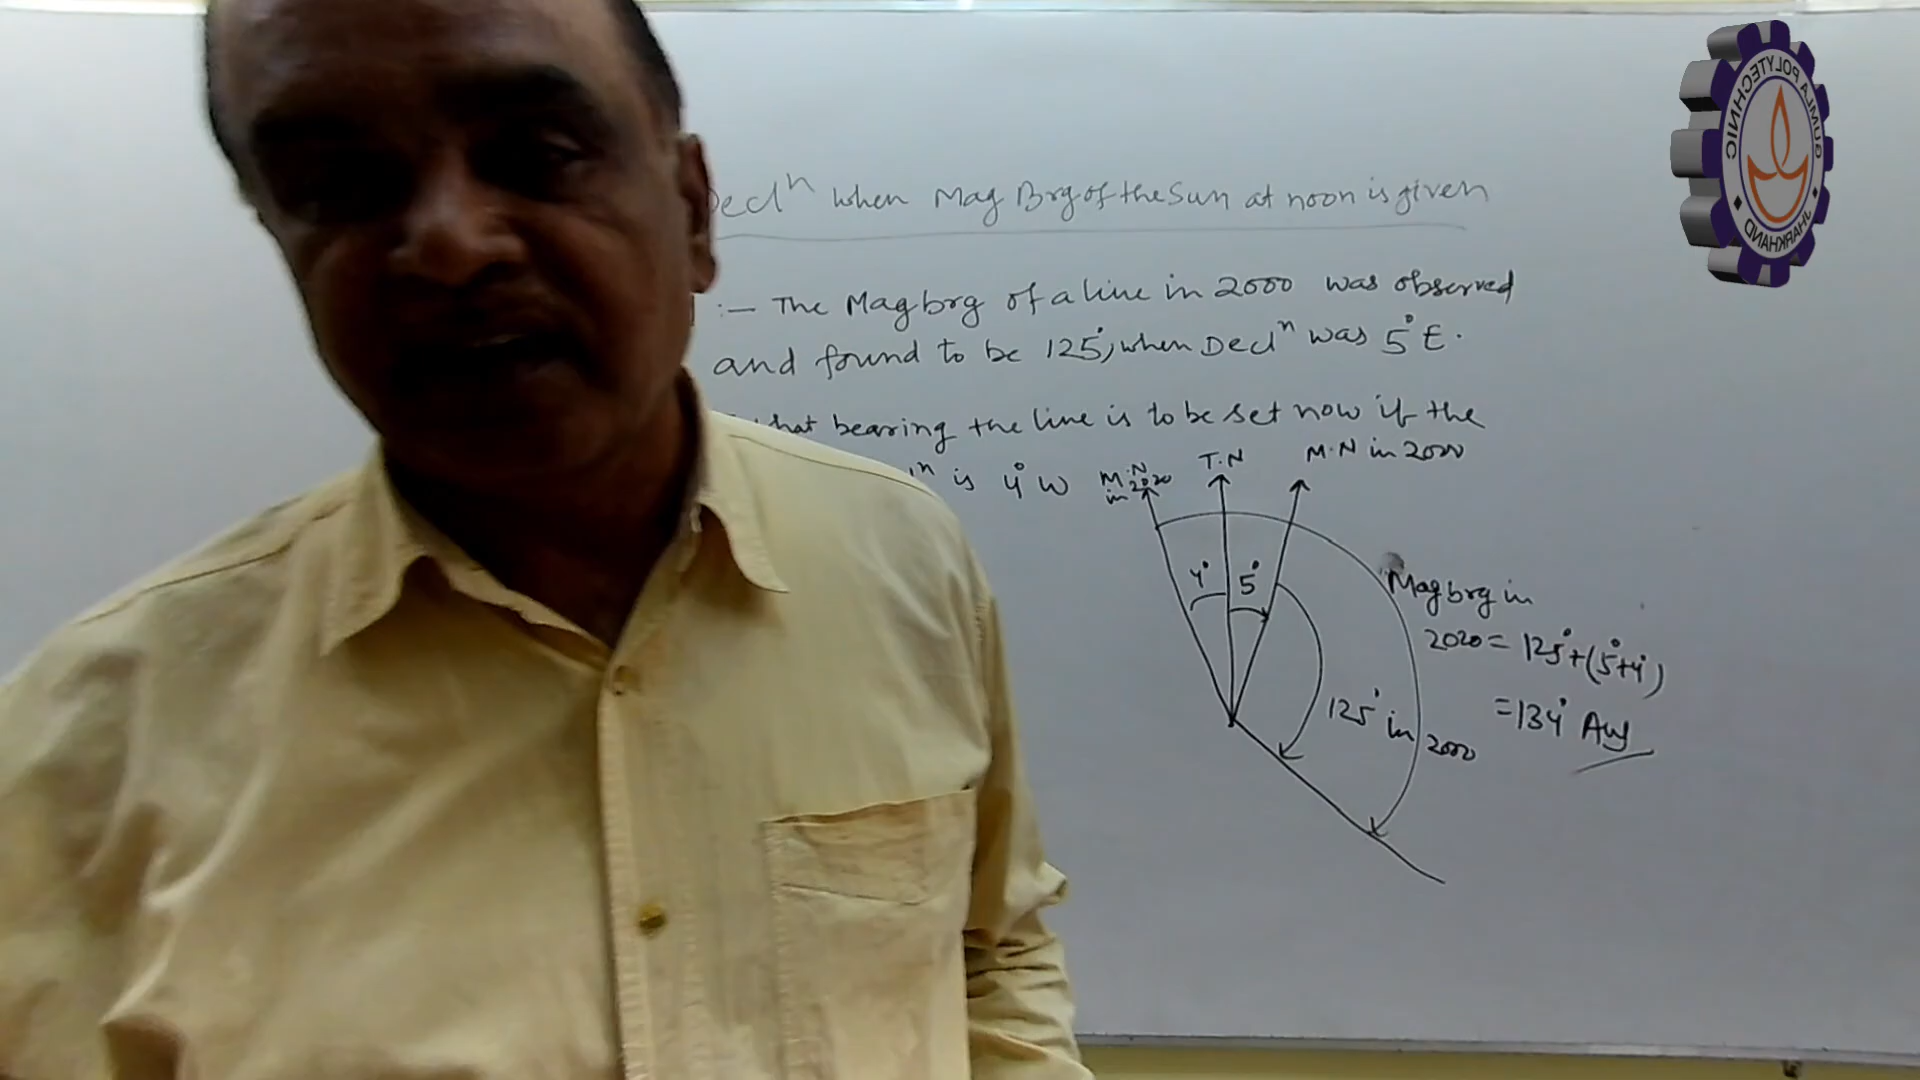 Declⁿ when Mag Brg of the Sun at noon is given
:— The Mag brg of a line in 2000 was observed
and found to be 125°, when Declⁿ was 5° E.
what bearing the line is to be set now if the
is 4° W
M.N in 2020
T.N
M.N in 2000
4°
5°
125° in 2000
Mag brg in
2020 = 125° + (5° + 4°)
= 134° Ans
GUMLA POLYTECHNIC
JHARKHAND